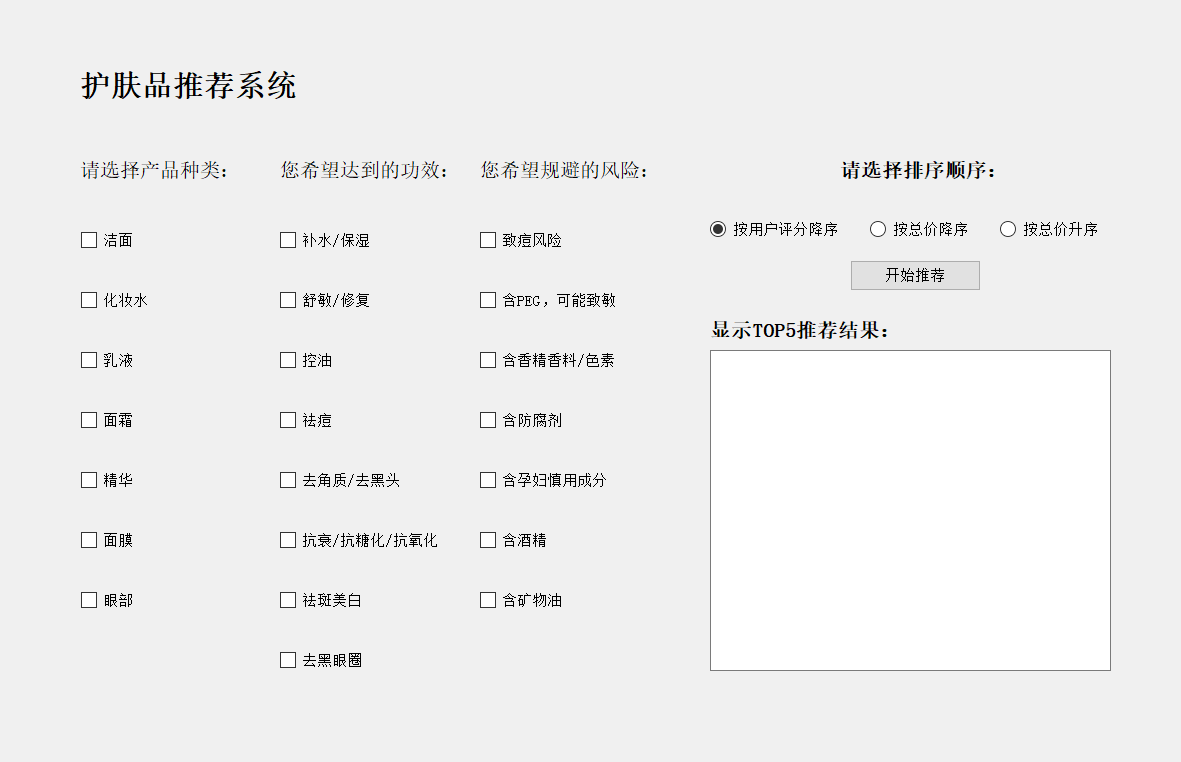 护肤品推荐系统
请选择产品种类：
洁面
化妆水
乳液
面霜
精华
面膜
眼部
您希望达到的功效：
补水/保湿
舒敏/修复
控油
祛痘
去角质/去黑头
抗衰/抗糖化/抗氧化
祛斑美白
去黑眼圈
您希望规避的风险：
致痘风险
含PEG，可能致敏
含香精香料/色素
含防腐剂
含孕妇慎用成分
含酒精
含矿物油
请选择排序顺序：
按用户评分降序
按总价降序
按总价升序
开始推荐
显示TOP5推荐结果：